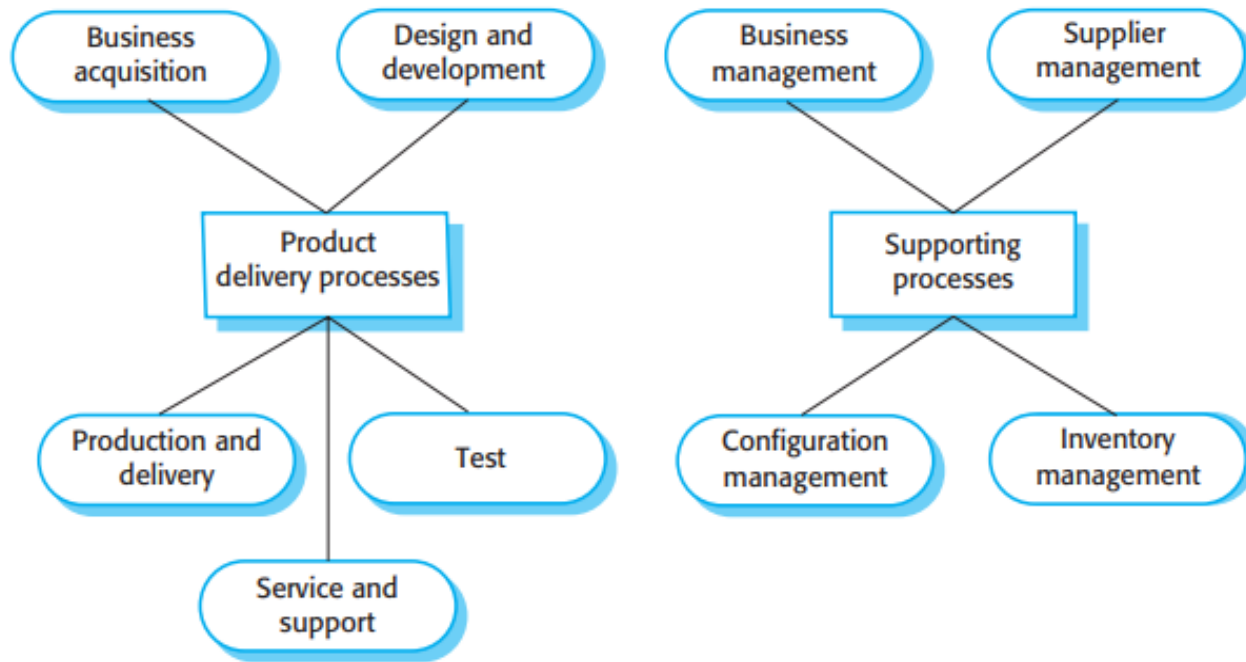 Business
acquisition
Design and
development
Business
management
Supplier
management
Product
delivery processes
Supporting
processes
Production and
delivery
Test
Configuration
management
Inventory
management
Service and
support